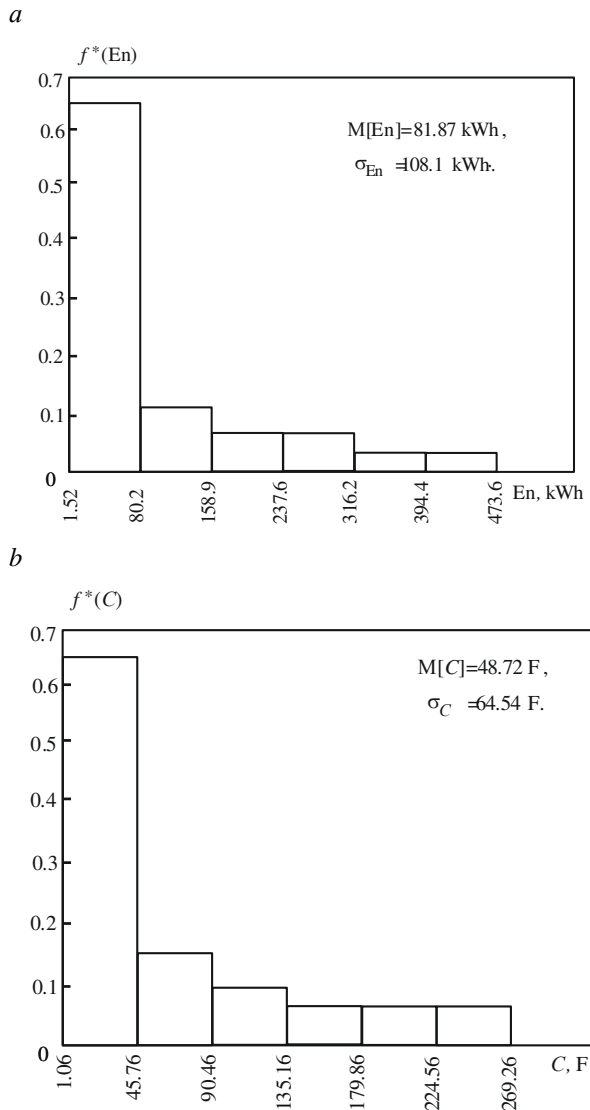 a
f*(En)
0.7
0.6
0.5
0.4
0.3
0.2
0.1
0
M[En]=81.87 kWh,
σEn =108.1 kWh.
1.52 80.2 158.9 237.6 316.2 394.4 473.6 En, kWh
b
f*(C)
0.7
0.6
0.5
0.4
0.3
0.2
0.1
0
M[C]=48.72 F,
σC =64.54 F.
1.06 45.76 90.46 135.16 179.86 224.56 269.26 C, F